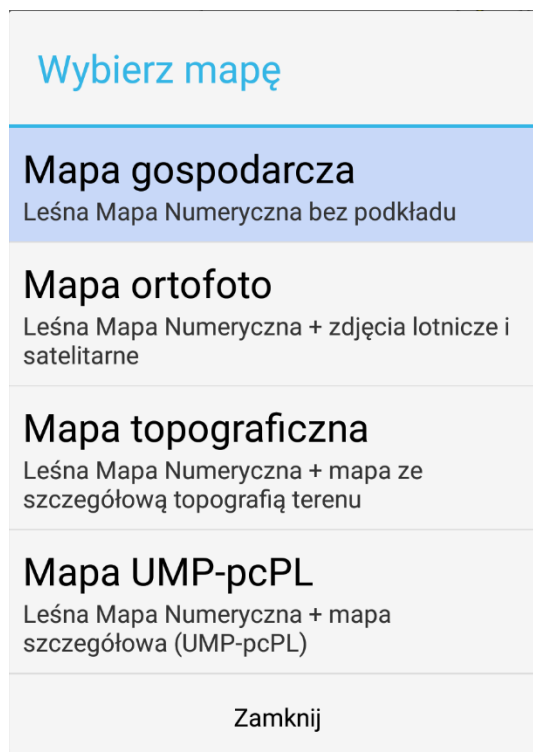 Wybierz mapę
Mapa gospodarcza
Leśna Mapa Numeryczna bez podkładu
Mapa ortofoto
Leśna Mapa Numeryczna + zdjęcia lotnicze i
satelitarne
Mapa topograficzna
Leśna Mapa Numeryczna + mapa ze
szczegółową topografią terenu
Mapa UMP-pcPL
Leśna Mapa Numeryczna + mapa
szczegółowa (UMP-pcPL)
Zamknij